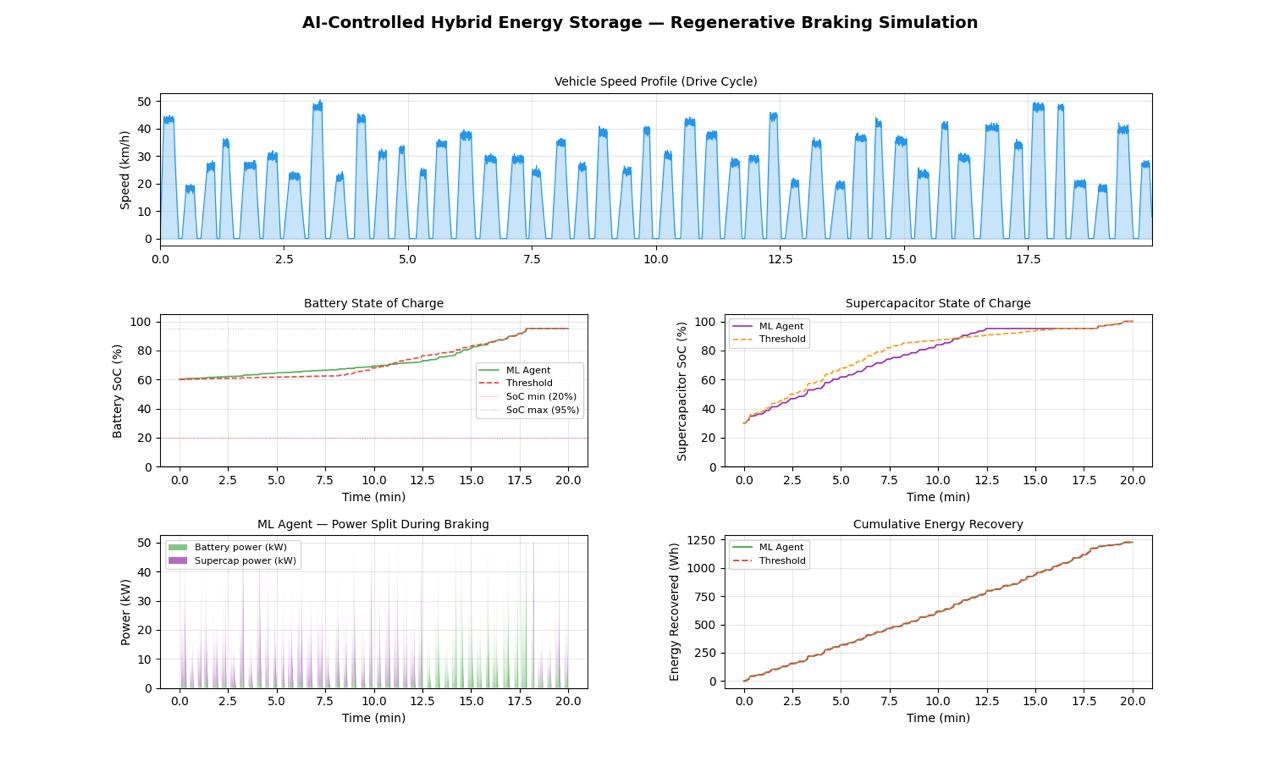 AI-Controlled Hybrid Energy Storage — Regenerative Braking Simulation
Vehicle Speed Profile (Drive Cycle)
Speed (km/h)
50
40
30
20
10
0
0.0 2.5 5.0 7.5 10.0 12.5 15.0 17.5
Battery State of Charge
Battery SoC (%)
100
80
60
40
20
0
ML Agent
Threshold
SoC min (20%)
SoC max (95%)
0.0 2.5 5.0 7.5 10.0 12.5 15.0 17.5 20.0
Time (min)
Supercapacitor State of Charge
Supercapacitor SoC (%)
100
80
60
40
20
0
ML Agent
Threshold
0.0 2.5 5.0 7.5 10.0 12.5 15.0 17.5 20.0
Time (min)
ML Agent — Power Split During Braking
Power (kW)
50
40
30
20
10
0
Battery power (kW)
Supercap power (kW)
0.0 2.5 5.0 7.5 10.0 12.5 15.0 17.5 20.0
Time (min)
Cumulative Energy Recovery
Energy Recovered (Wh)
1250
1000
750
500
250
0
ML Agent
Threshold
0.0 2.5 5.0 7.5 10.0 12.5 15.0 17.5 20.0
Time (min)